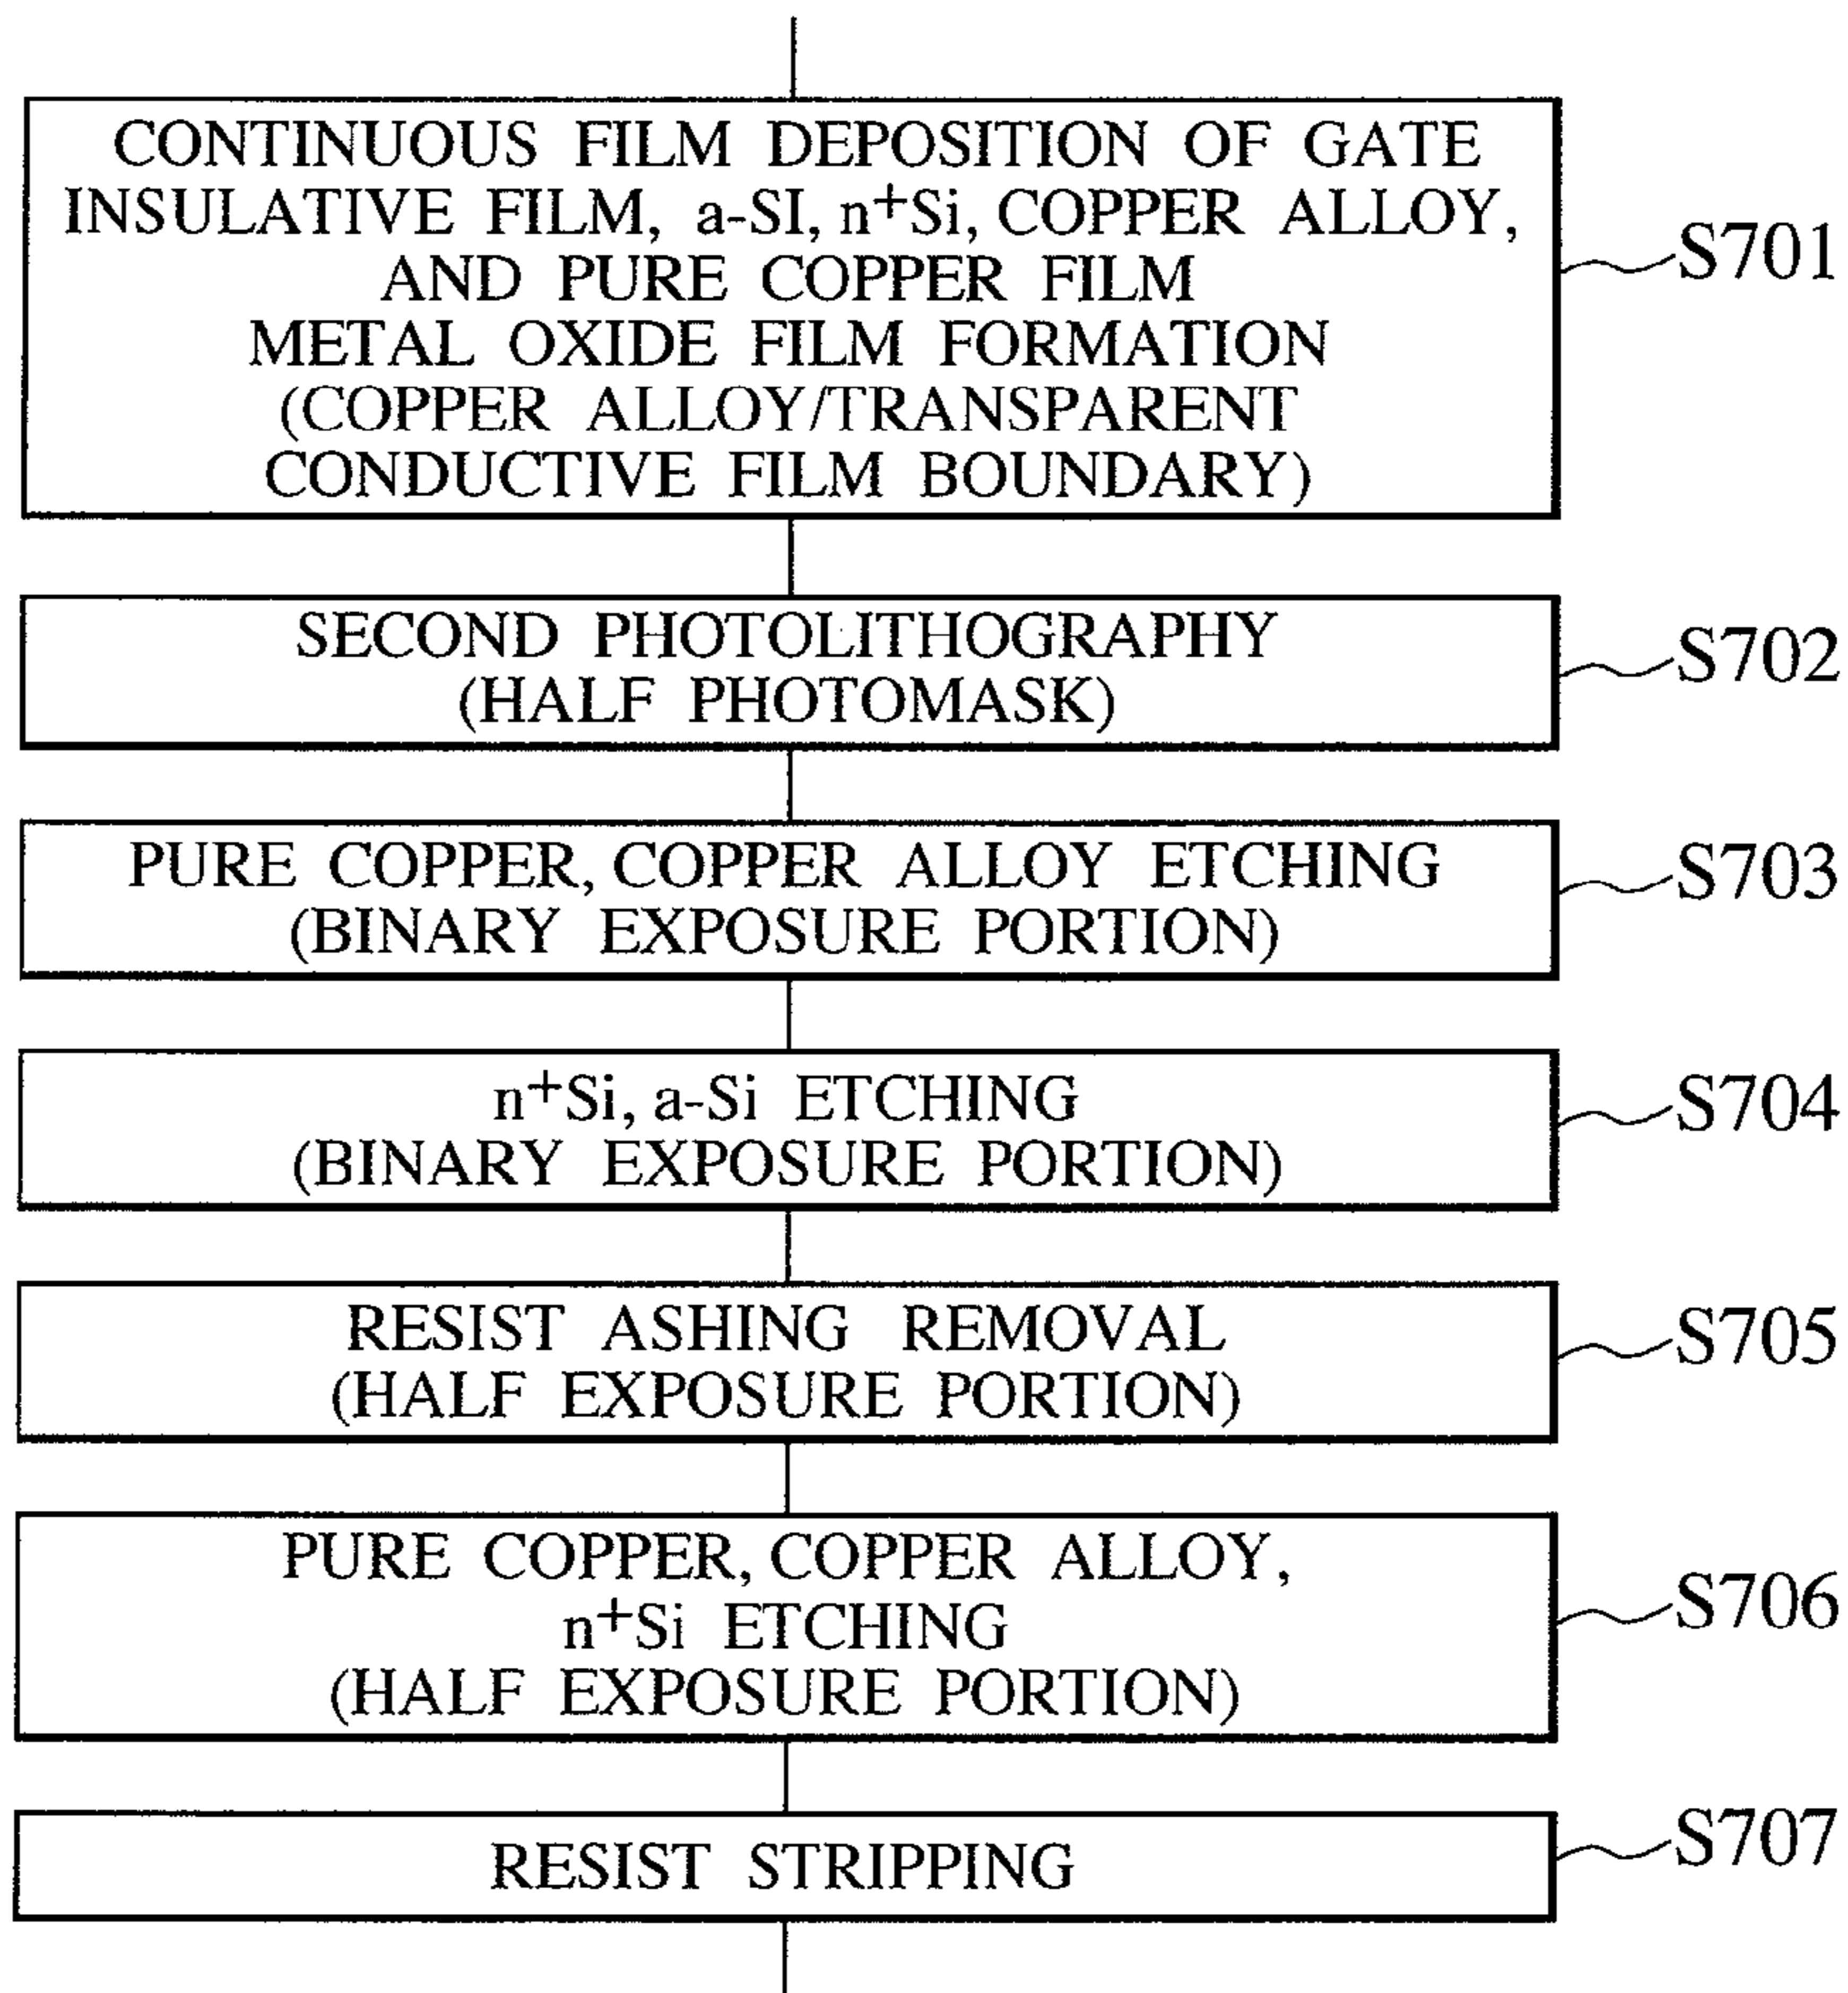 CONTINUOUS FILM DEPOSITION OF GATE
INSULATIVE FILM, a-SI, n+Si, COPPER ALLOY,
AND PURE COPPER FILM
METAL OXIDE FILM FORMATION
(COPPER ALLOY/TRANSPARENT
CONDUCTIVE FILM BOUNDARY)
S701
SECOND PHOTOLITHOGRAPHY
(HALF PHOTOMASK)
S702
PURE COPPER, COPPER ALLOY ETCHING
(BINARY EXPOSURE PORTION)
S703
n+Si, a-Si ETCHING
(BINARY EXPOSURE PORTION)
S704
RESIST ASHING REMOVAL
(HALF EXPOSURE PORTION)
S705
PURE COPPER, COPPER ALLOY,
n+Si ETCHING
(HALF EXPOSURE PORTION)
S706
RESIST STRIPPING
S707